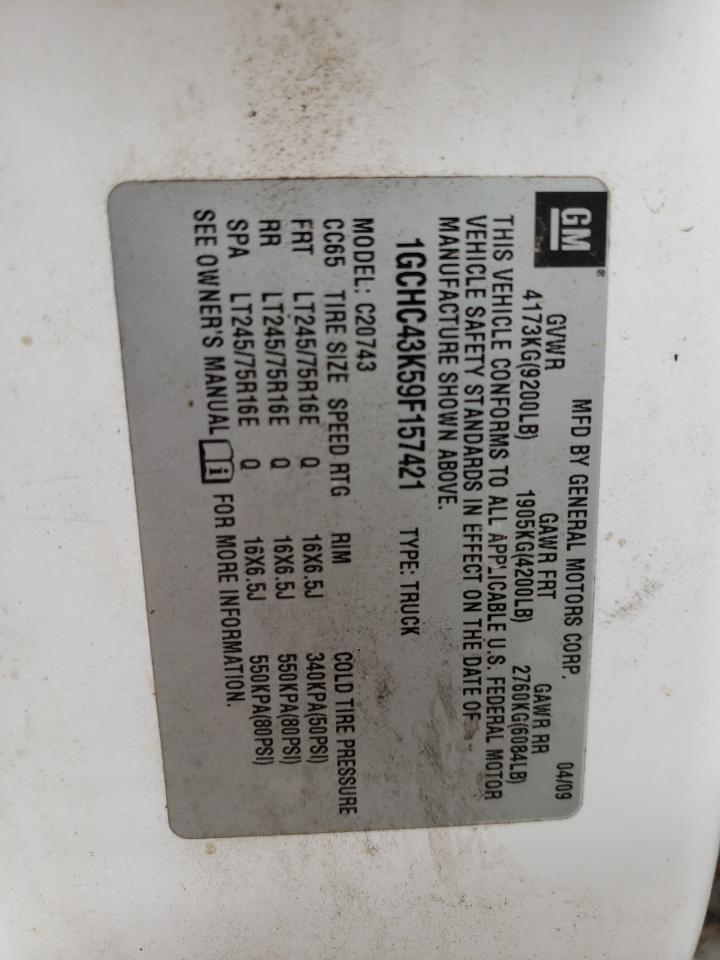 GM
MFD BY GENERAL MOTORS CORP. 04/09
GVWR GAWR FRT GAWR RR
4173KG(9200LB) 1905KG(4200LB) 2760KG(6084LB)
THIS VEHICLE CONFORMS TO ALL APPLICABLE U.S. FEDERAL MOTOR
VEHICLE SAFETY STANDARDS IN EFFECT ON THE DATE OF
MANUFACTURE SHOWN ABOVE.
1GCHC43K59F157421 TYPE: TRUCK
MODEL: C20743
CC65 TIRE SIZE SPEED RTG RIM COLD TIRE PRESSURE
FRT LT245/75R16E Q 16X6.5J 340KPA(50PSI)
RR LT245/75R16E Q 16X6.5J 550KPA(80PSI)
SPA LT245/75R16E Q 16X6.5J 550KPA(80PSI)
SEE OWNER'S MANUAL i FOR MORE INFORMATION.